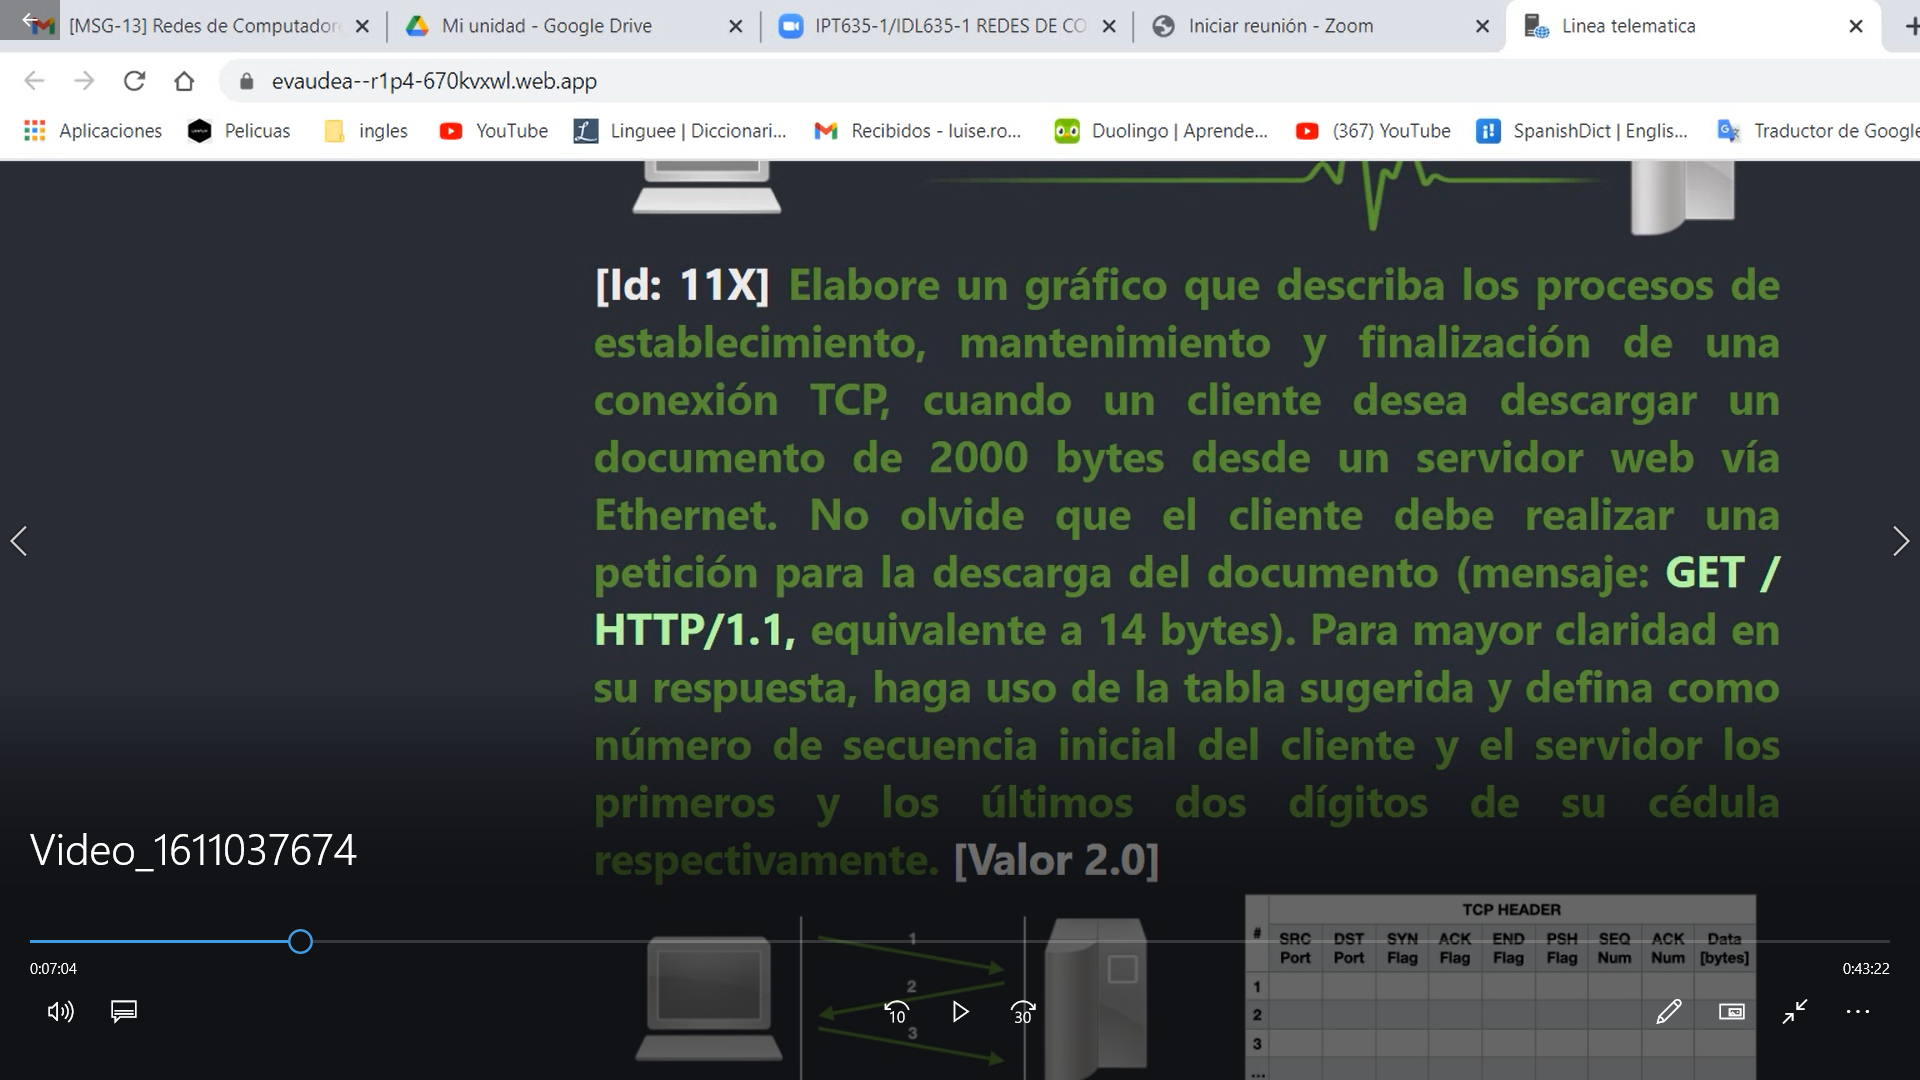 [MSG-13] Redes de Computador
Mi unidad - Google Drive
IPT635-1/IDL635-1 REDES DE CO
Iniciar reunión - Zoom
Linea telematica
evaudea--r1p4-670kvxwl.web.app
Aplicaciones
Pelicuas
ingles
YouTube
Linguee | Diccionari...
Recibidos - luise.ro...
Duolingo | Aprende...
(367) YouTube
SpanishDict | Englis...
Traductor de Google
[Id: 11X] Elabore un gráfico que describa los procesos de
establecimiento, mantenimiento y finalización de una
conexión TCP, cuando un cliente desea descargar un
documento de 2000 bytes desde un servidor web vía
Ethernet. No olvide que el cliente debe realizar una
petición para la descarga del documento (mensaje: GET /
HTTP/1.1, equivalente a 14 bytes). Para mayor claridad en
su respuesta, haga uso de la tabla sugerida y defina como
número de secuencia inicial del cliente y el servidor los
primeros y los últimos dos dígitos de su cédula
respectivamente. [Valor 2.0]
Video_1611037674
0:07:04
0:43:22
10
30
1
2
3
TCP HEADER
# SRC Port DST Port SYN Flag ACK Flag END Flag PSH Flag SEQ Num ACK Num Data [bytes]
1
2
3
...